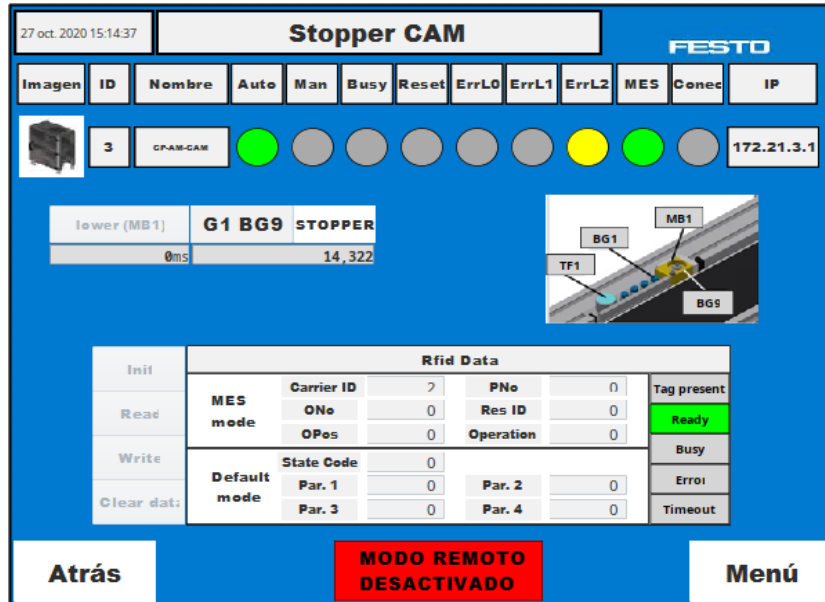 27 oct. 2020 15:14:37
Stopper CAM
FESTO
Imagen ID Nombre Auto Man Busy Reset ErrL0 ErrL1 ErrL2 MES Conec IP
3 CP-AM-CAM 172.21.3.1
lower (MB1) G1 BG9 STOPPER
0ms 14,322
MB1
BG1
TF1
BG9
Init
Read
Write
Clear data
Rfid Data
MES mode
Carrier ID 2 PNo 0
ONo 0 Res ID 0
OPos 0 Operation 0
Default mode
State Code 0
Par. 1 0 Par. 2 0
Par. 3 0 Par. 4 0
Tag present
Ready
Busy
Error
Timeout
Atrás
MODO REMOTO
DESACTIVADO
Menú